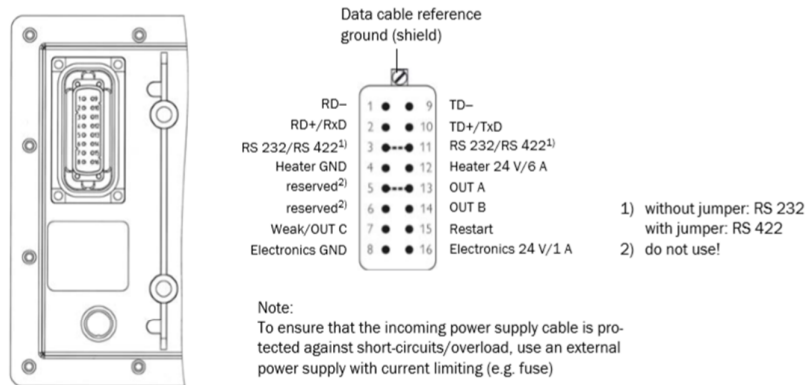 Data cable reference
ground (shield)
RD– 1 9 TD–
RD+/RxD 2 10 TD+/TxD
RS 232/RS 4221) 3 11 RS 232/RS 4221)
Heater GND 4 12 Heater 24 V/6 A
reserved2) 5 13 OUT A
reserved2) 6 14 OUT B
Weak/OUT C 7 15 Restart
Electronics GND 8 16 Electronics 24 V/1 A
1) without jumper: RS 232
with jumper: RS 422
2) do not use!
Note:
To ensure that the incoming power supply cable is pro-
tected against short-circuits/overload, use an external
power supply with current limiting (e.g. fuse)